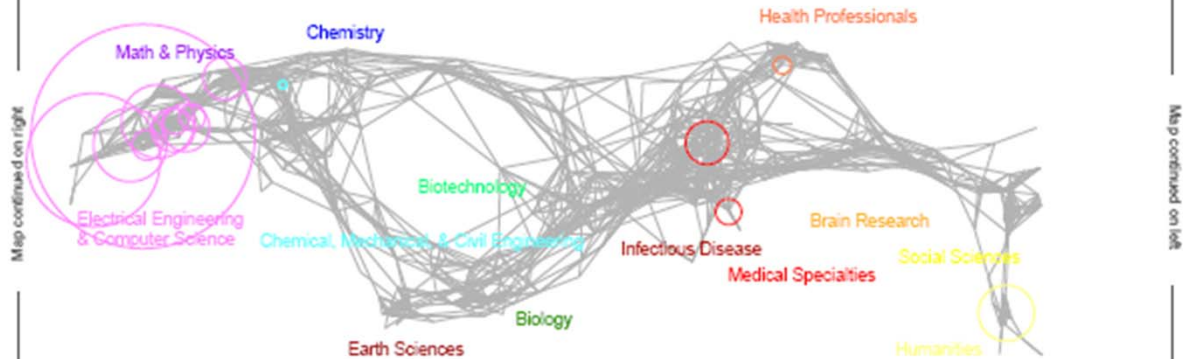 Health Professionals
Chemistry
Math & Physics
Map continued on right
Map continued on left
Biotechnology
Electrical Engineering
& Computer Science
Chemical, Mechanical, & Civil Engineering
Brain Research
Infectious Disease
Social Sciences
Medical Specialties
Biology
Earth Sciences
Humanities